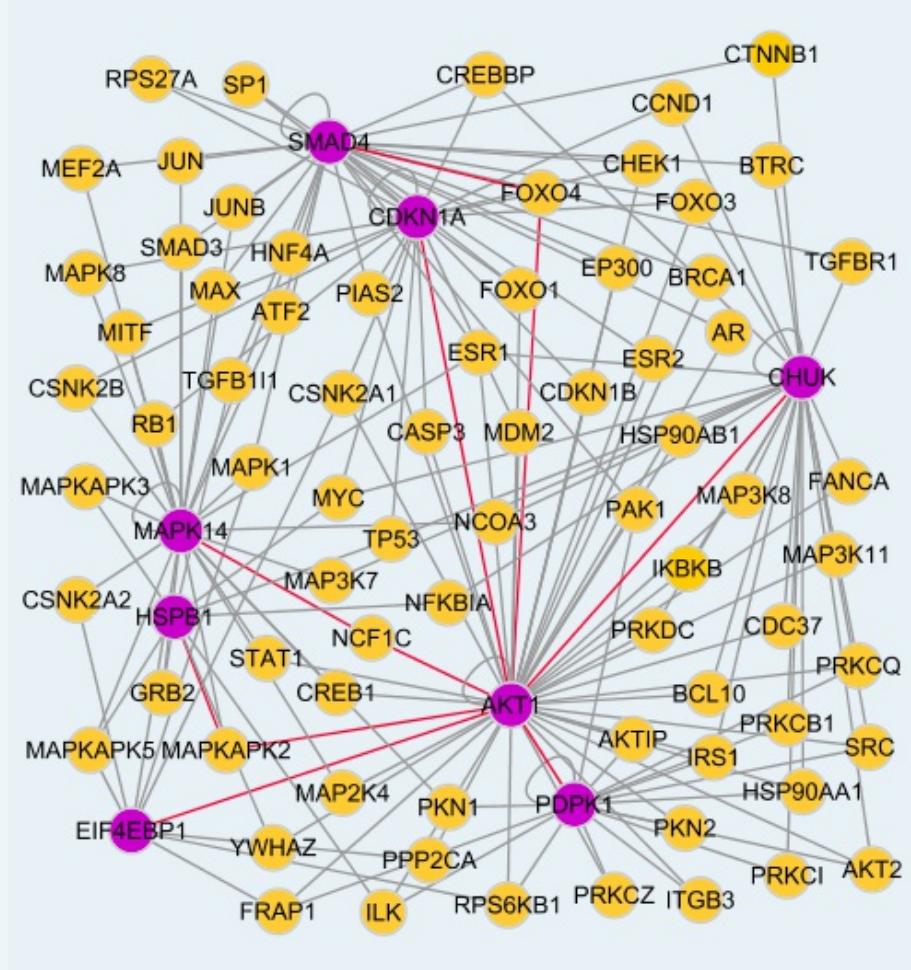 CTNNB1
RPS27A
SP1
CREBBP
CCND1
SMAD4
MEF2A
JUN
CHEK1
BTRC
FOXO4
JUNB
CDKN1A
FOXO3
SMAD3
HNF4A
MAPK8
MAX
PIAS2
FOXO1
EP300
BRCA1
TGFBR1
MITF
ATF2
AR
ESR1
ESR2
CSNK2B
TGFB1I1
CSNK2A1
CDKN1B
CHUK
RB1
CASP3
MDM2
HSP90AB1
MAPKAPK3
MAPK1
MYC
MAP3K8
FANCA
MAPK14
TP53
NCOA3
PAK1
MAP3K11
MAP3K7
IKBKB
CSNK2A2
HSPB1
NFKBIA
NCF1C
PRKDC
CDC37
STAT1
PRKCQ
GRB2
CREB1
AKT1
BCL10
MAPKAPK5
MAPKAPK2
AKTIP
PRKCB1
IRS1
SRC
MAP2K4
PKN1
PDPK1
HSP90AA1
EIF4EBP1
YWHAZ
PPP2CA
PKN2
FRAP1
ILK
RPS6KB1
PRKCZ
ITGB3
PRKCI
AKT2